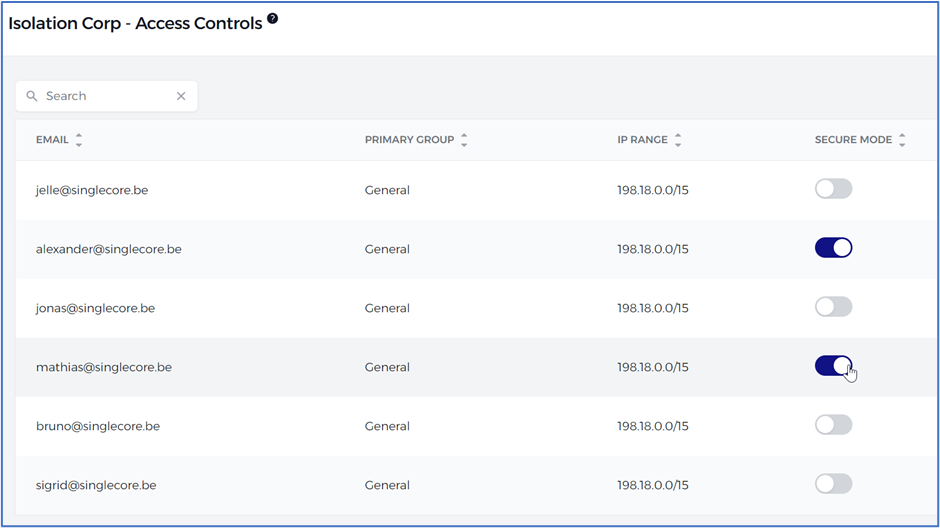 Isolation Corp - Access Controls ?
Search
EMAIL PRIMARY GROUP IP RANGE SECURE MODE
jelle@singlecore.be General 198.18.0.0/15
alexander@singlecore.be General 198.18.0.0/15
jonas@singlecore.be General 198.18.0.0/15
mathias@singlecore.be General 198.18.0.0/15
bruno@singlecore.be General 198.18.0.0/15
sigrid@singlecore.be General 198.18.0.0/15